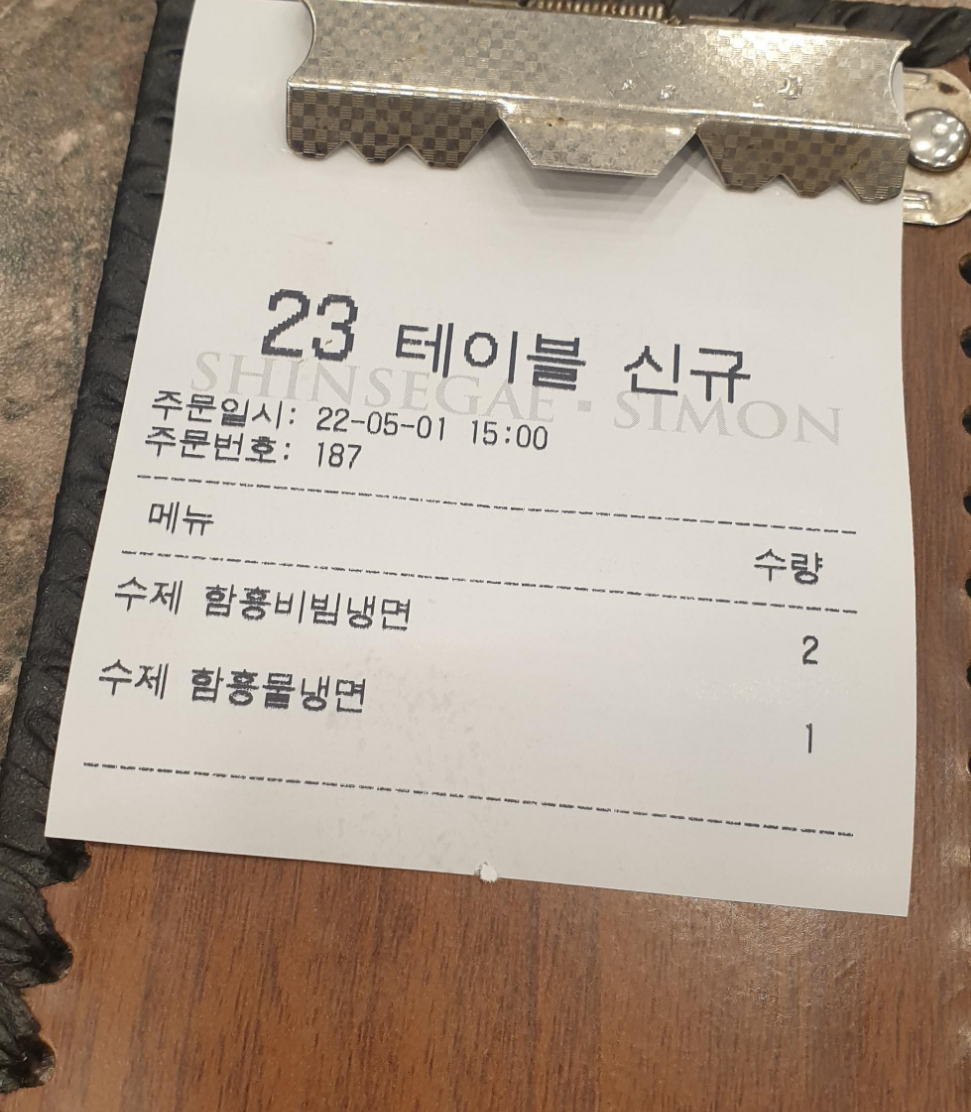 23 테이블 신규
SHINSEGAE · SIMON
주문일시: 22-05-01 15:00
주문번호: 187
메뉴 수량
수제 함흥비빔냉면 2
수제 함흥물냉면 1